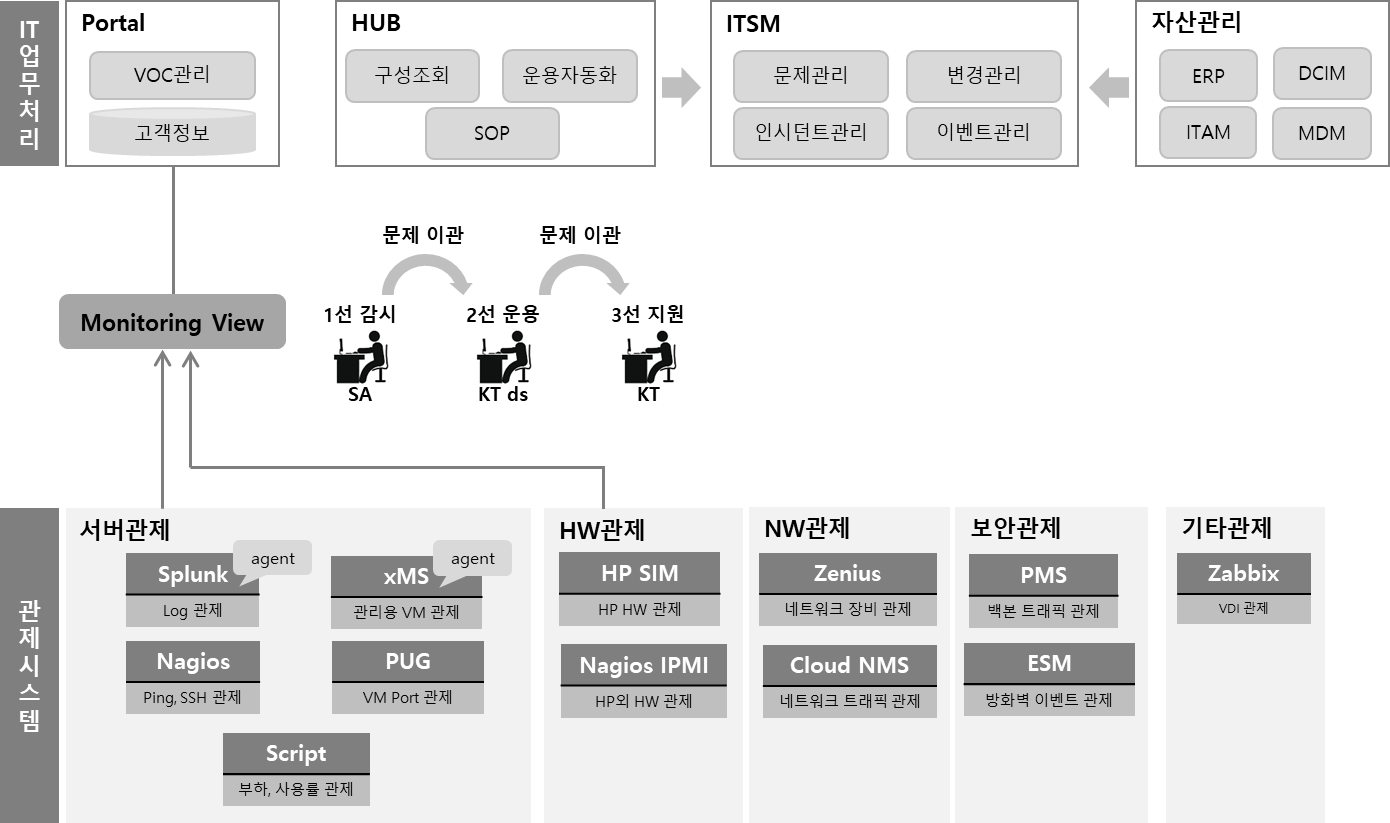 IT업무처리
Portal
VOC관리
고객정보
HUB
구성조회
운용자동화
SOP
ITSM
문제관리
변경관리
인시던트관리
이벤트관리
자산관리
ERP
DCIM
ITAM
MDM
문제 이관
문제 이관
Monitoring View
1선 감시
SA
2선 운용
KT ds
3선 지원
KT
관제시스템
서버관제
Splunk
agent
Log 관제
xMS
agent
관리용 VM 관제
Nagios
Ping, SSH 관제
PUG
VM Port 관제
Script
부하, 사용률 관제
HW관제
HP SIM
HP HW 관제
Nagios IPMI
HP외 HW 관제
NW관제
Zenius
네트워크 장비 관제
Cloud NMS
네트워크 트래픽 관제
보안관제
PMS
백본 트래픽 관제
ESM
방화벽 이벤트 관제
기타관제
Zabbix
VDI 관제